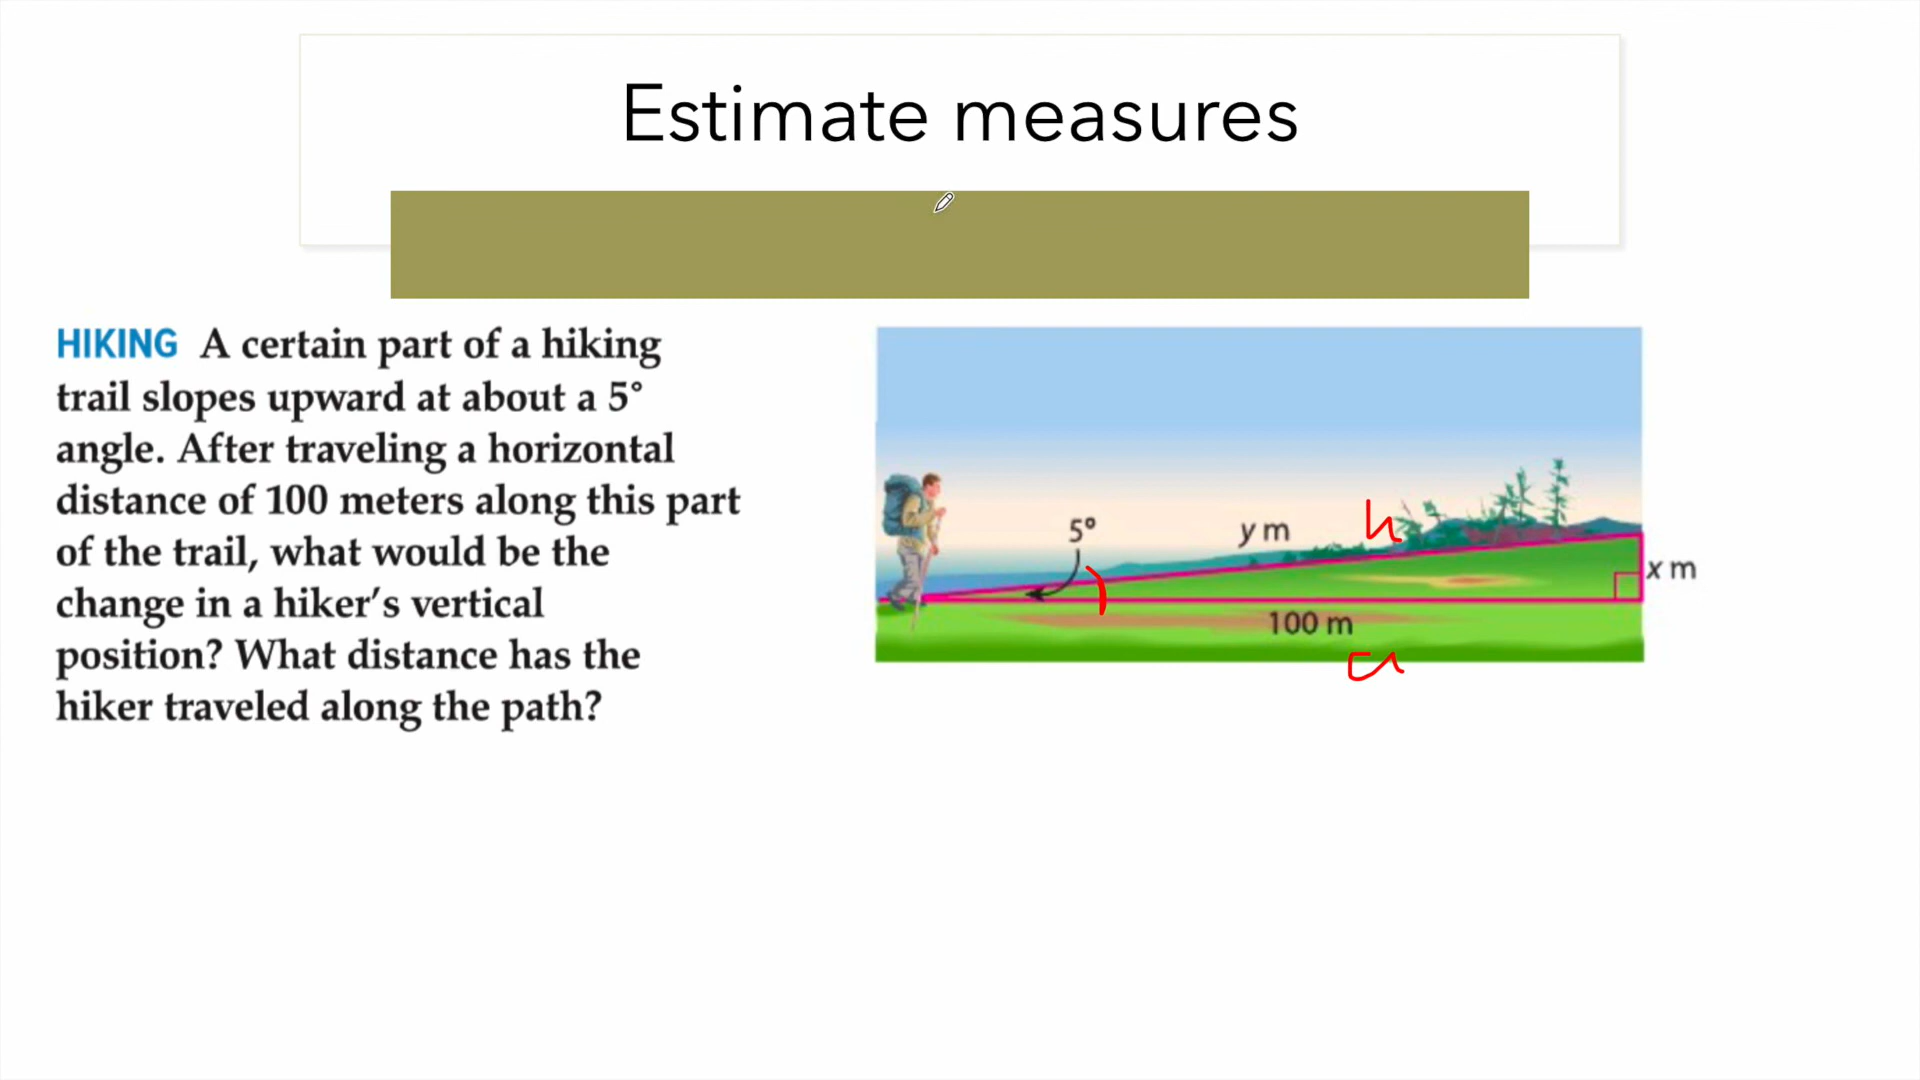 Estimate measures
HIKING A certain part of a hiking
trail slopes upward at about a 5°
angle. After traveling a horizontal
distance of 100 meters along this part
of the trail, what would be the
change in a hiker's vertical
position? What distance has the
hiker traveled along the path?
5°
y m
h
x m
100 m
a